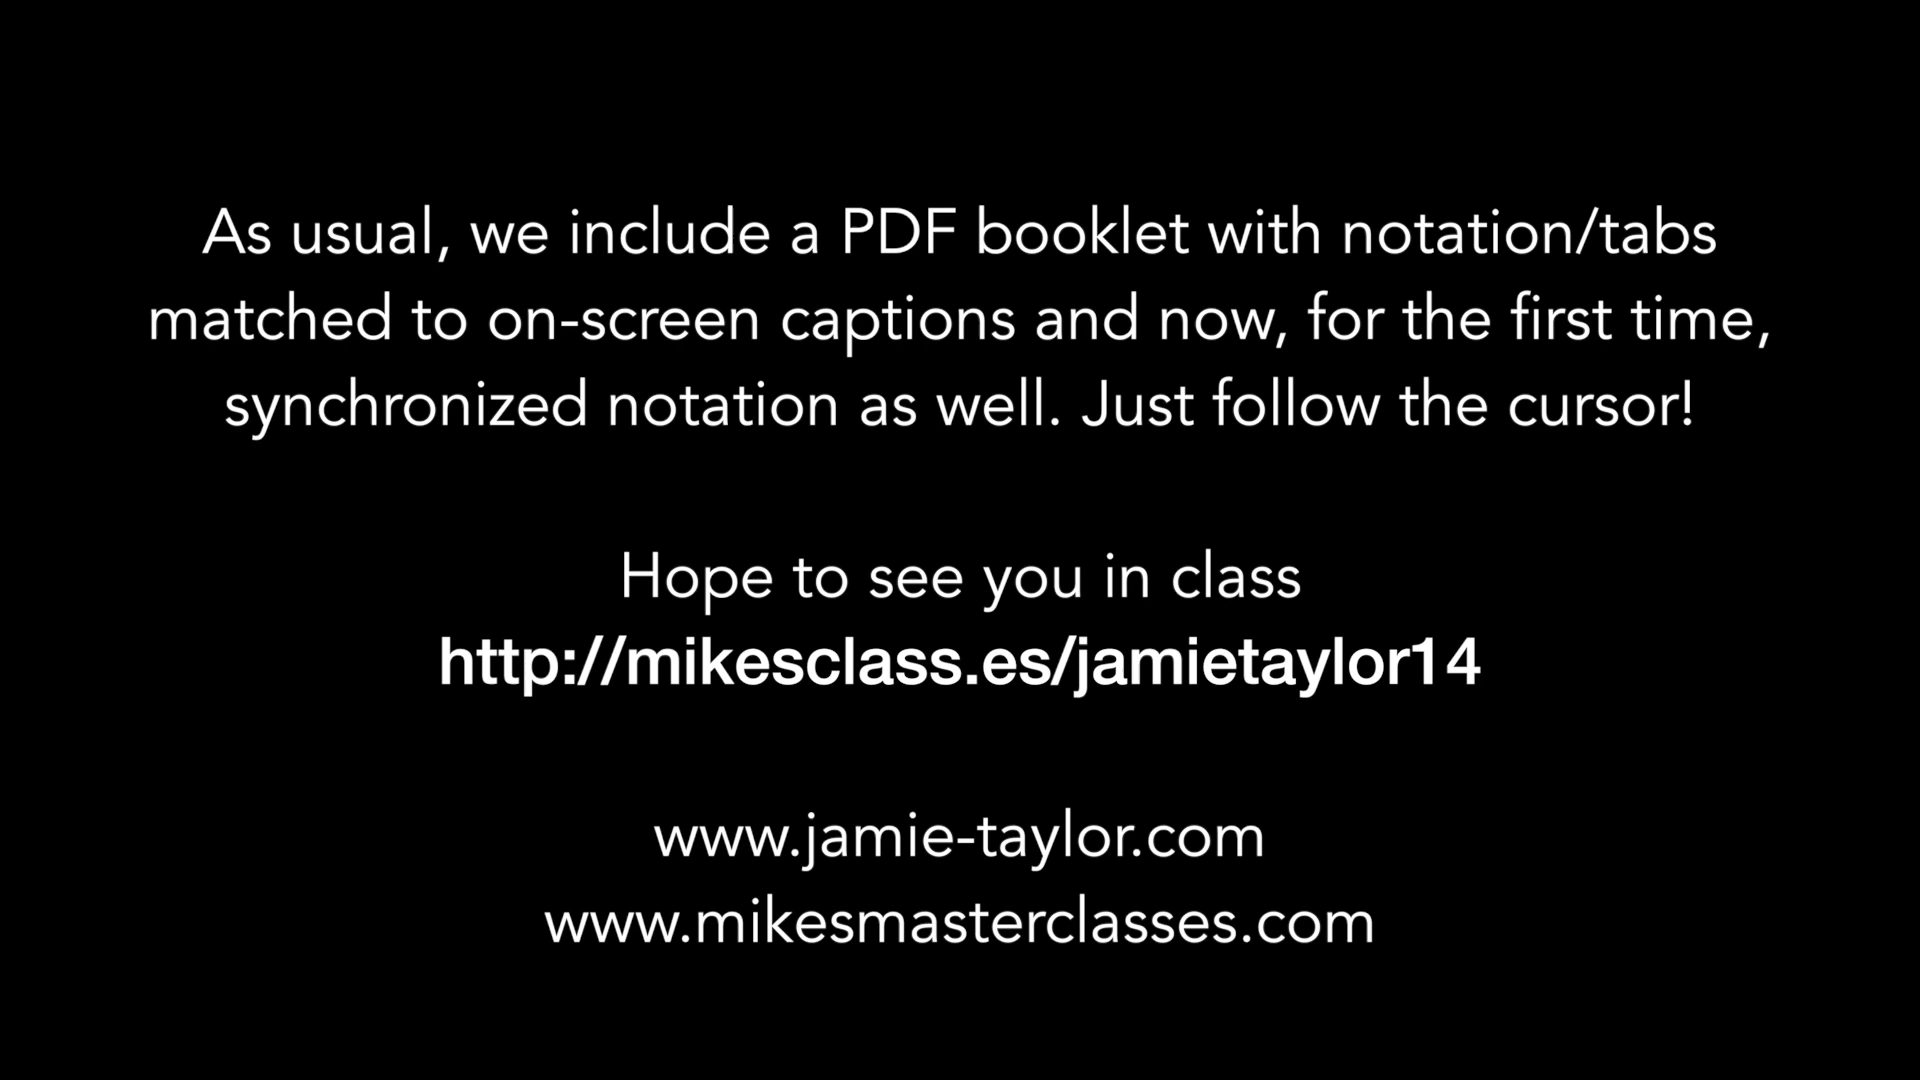 As usual, we include a PDF booklet with notation/tabs
matched to on-screen captions and now, for the first time,
synchronized notation as well. Just follow the cursor!
Hope to see you in class
http://mikesclass.es/jamietaylor14
www.jamie-taylor.com
www.mikesmasterclasses.com